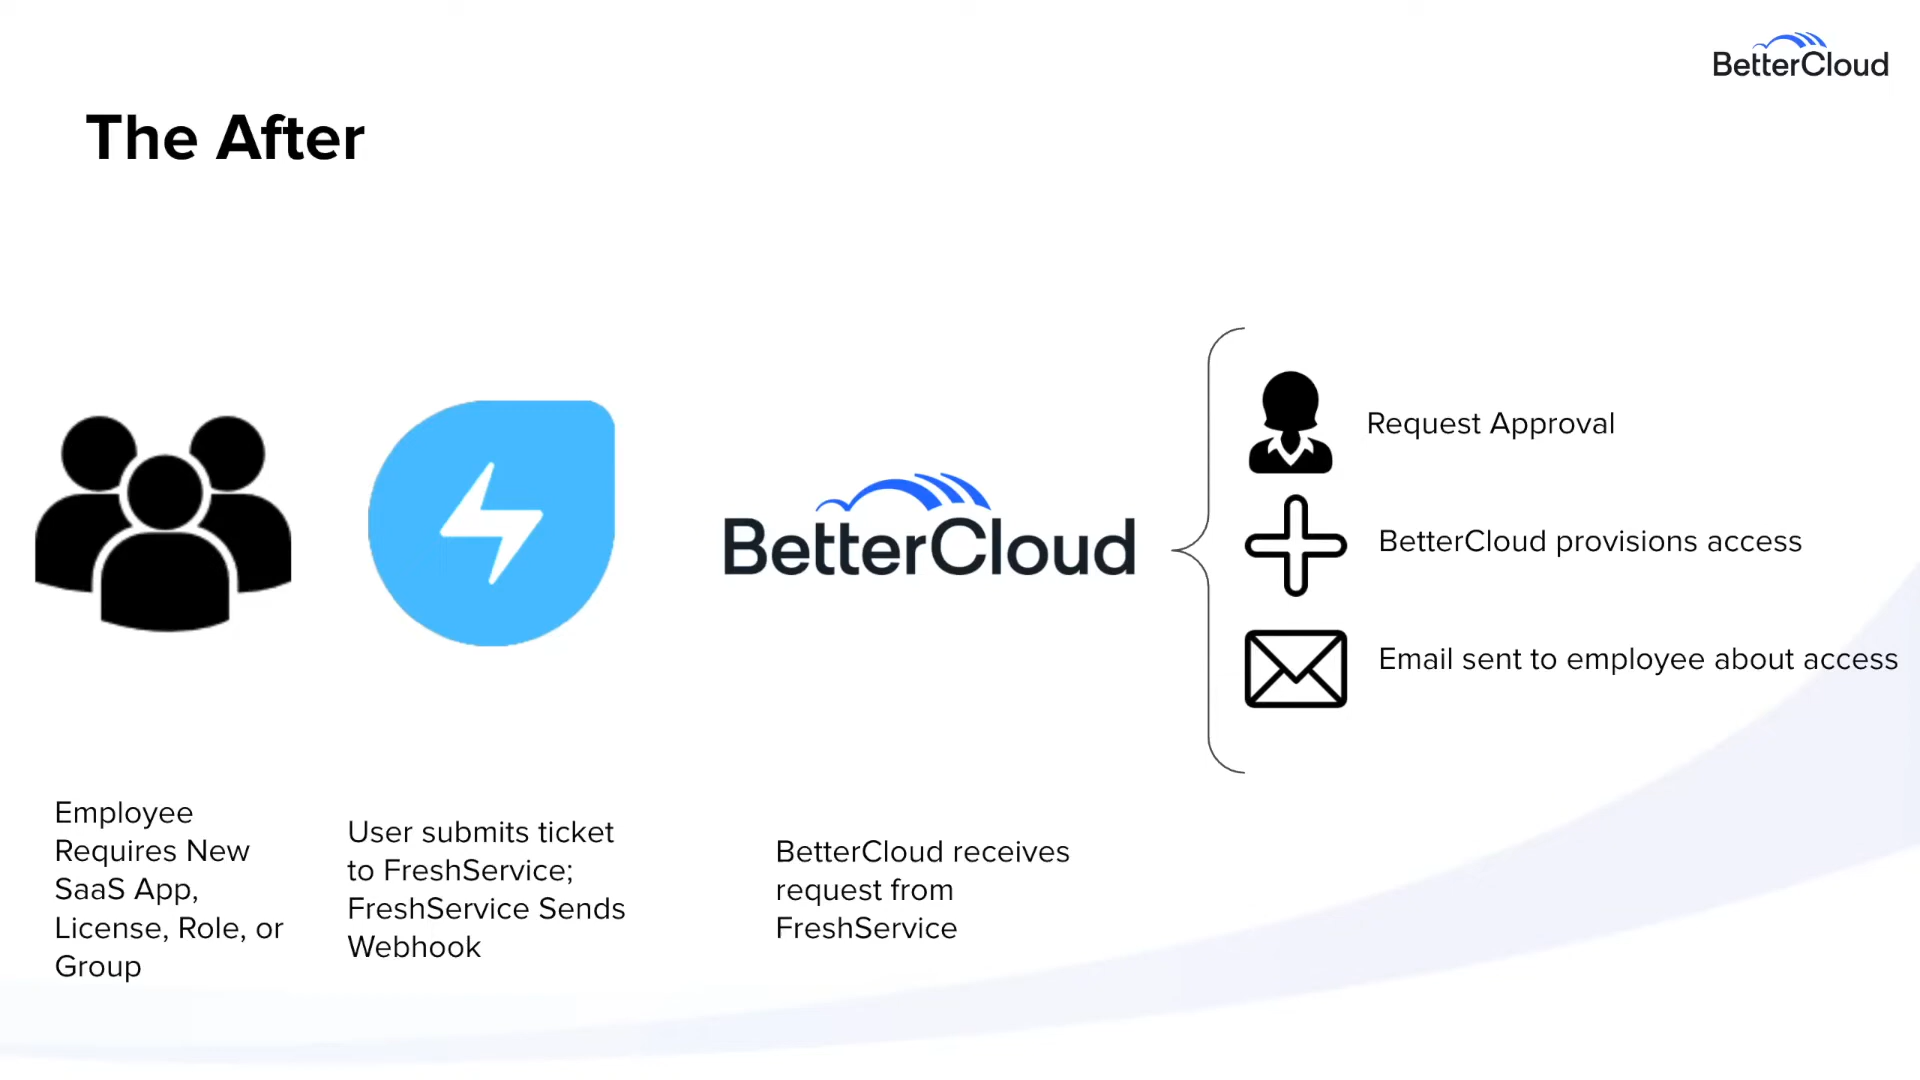 BetterCloud
The After
Request Approval
BetterCloud
BetterCloud provisions access
Email sent to employee about access
Employee
Requires New
SaaS App,
License, Role, or
Group
User submits ticket
to FreshService;
FreshService Sends
Webhook
BetterCloud receives
request from
FreshService